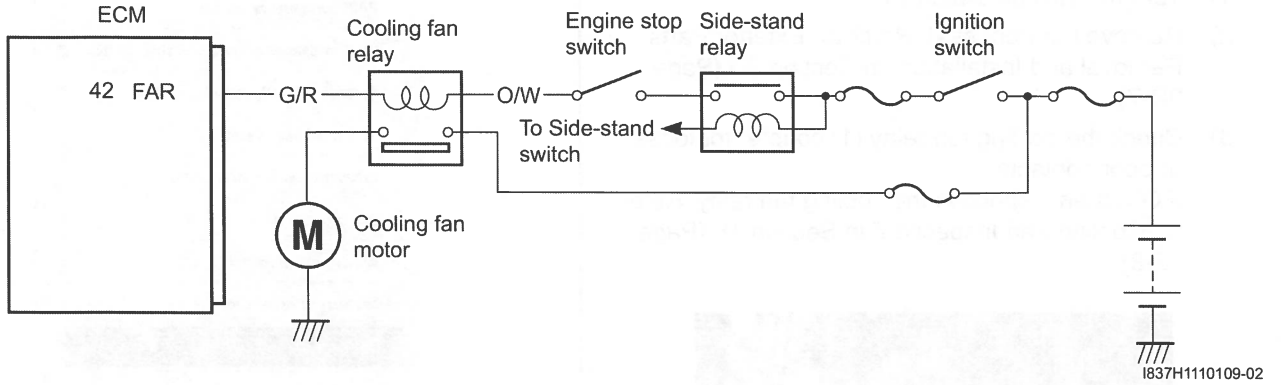 ECM
42 FAR
G/R
Cooling fan
relay
O/W
Engine stop
switch
Side-stand
relay
Ignition
switch
To Side-stand
switch
M
Cooling fan
motor
I837H1110109-02